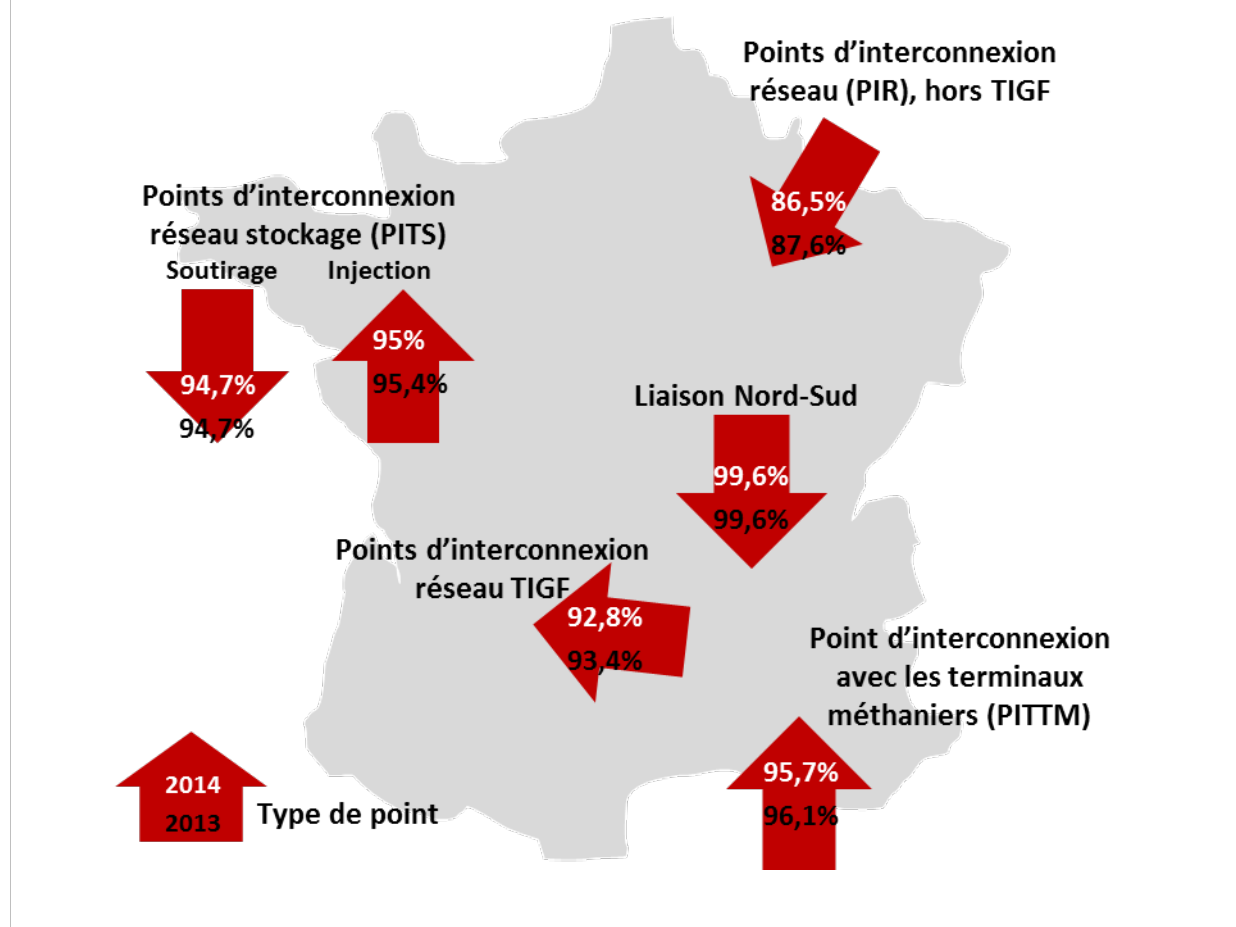 Points d’interconnexion
réseau (PIR), hors TIGF
86,5%
87,6%
Points d’interconnexion
réseau stockage (PITS)
Soutirage Injection
94,7%
94,7%
95%
95,4%
Liaison Nord-Sud
99,6%
99,6%
Points d’interconnexion
réseau TIGF
92,8%
93,4%
Point d’interconnexion
avec les terminaux
méthaniers (PITTM)
95,7%
96,1%
2014
2013
Type de point